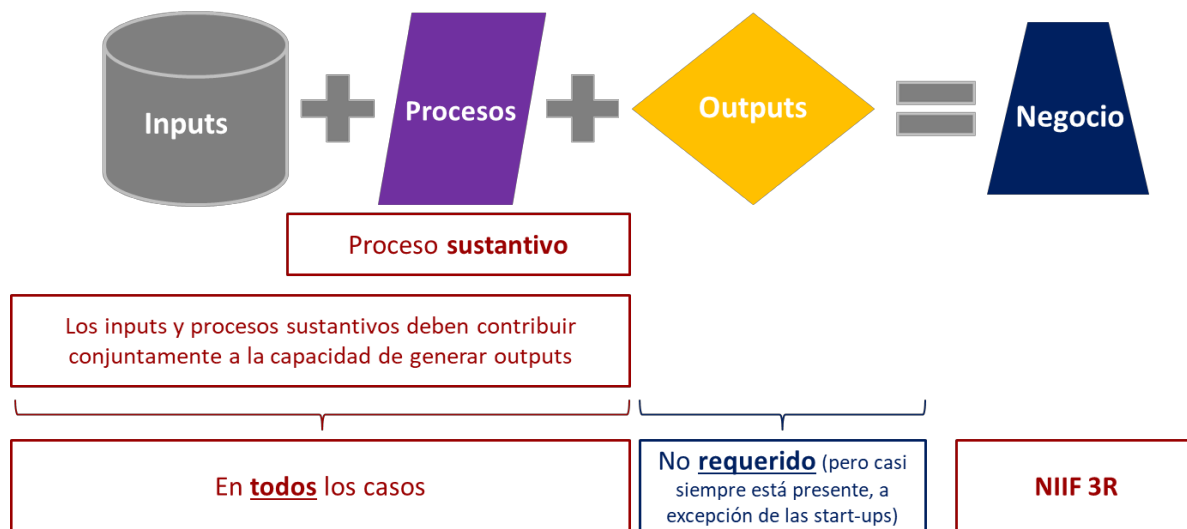 Inputs
Procesos
Outputs
Negocio
Proceso sustantivo
Los inputs y procesos sustantivos deben contribuir
conjuntamente a la capacidad de generar outputs
En todos los casos
No requerido (pero casi
siempre está presente, a
excepción de las start-ups)
NIIF 3R